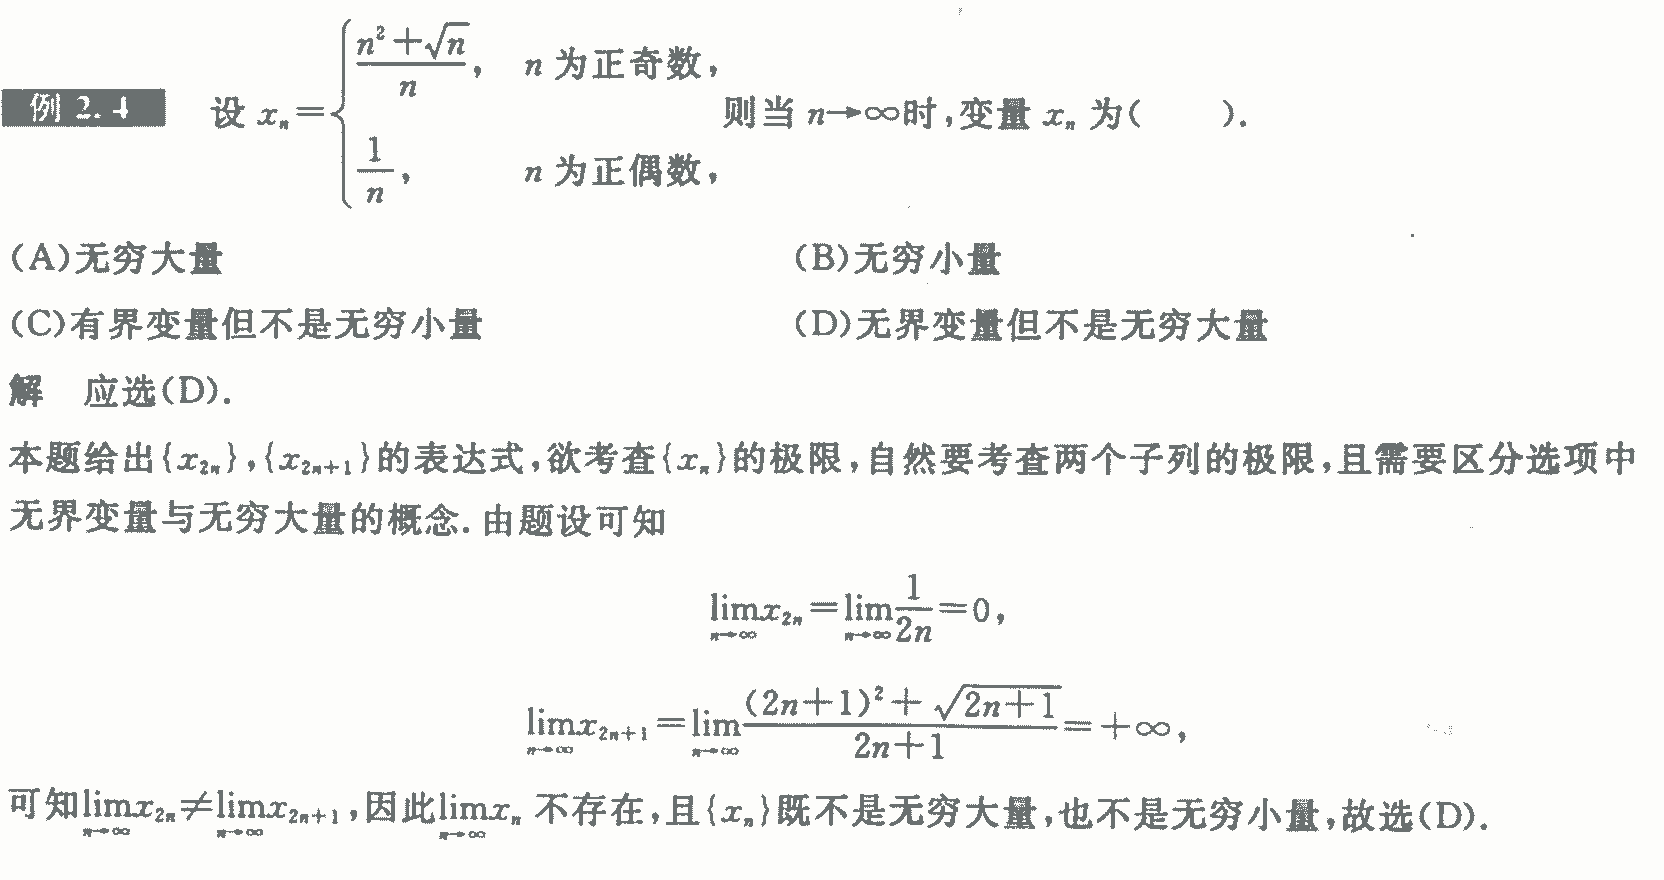 例 2.4 设 $x_n=\begin{cases}\dfrac{n^2+\sqrt{n}}{n}, & n 为正奇数,\\ \dfrac{1}{n}, & n 为正偶数,\end{cases}$ 则当 $n\to\infty$时,变量 $x_n$ 为(  ).
(A)无穷大量 (B)无穷小量
(C)有界变量但不是无穷小量 (D)无界变量但不是无穷大量
解 应选(D).
本题给出$\{x_{2n}\},\{x_{2n+1}\}$的表达式,欲考查$\{x_n\}$的极限,自然要考查两个子列的极限,且需要区分选项中
无界变量与无穷大量的概念.由题设可知
$\lim\limits_{n\to\infty}x_{2n}=\lim\limits_{n\to\infty}\dfrac{1}{2n}=0,$
$\lim\limits_{n\to\infty}x_{2n+1}=\lim\limits_{n\to\infty}\dfrac{(2n+1)^2+\sqrt{2n+1}}{2n+1}=+\infty,$
可知$\lim\limits_{n\to\infty}x_{2n}\neq\lim\limits_{n\to\infty}x_{2n+1}$,因此$\lim\limits_{n\to\infty}x_n$ 不存在,且$\{x_n\}$既不是无穷大量,也不是无穷小量,故选(D).